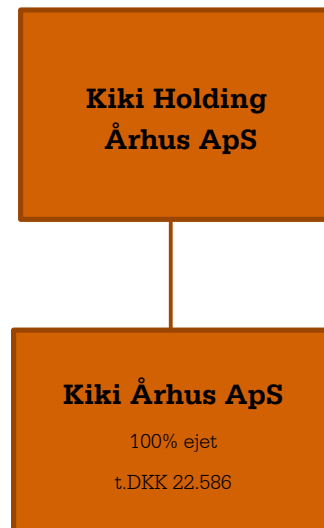 Kiki Holding
Århus ApS
Kiki Århus ApS
100% ejet
t.DKK 22.586